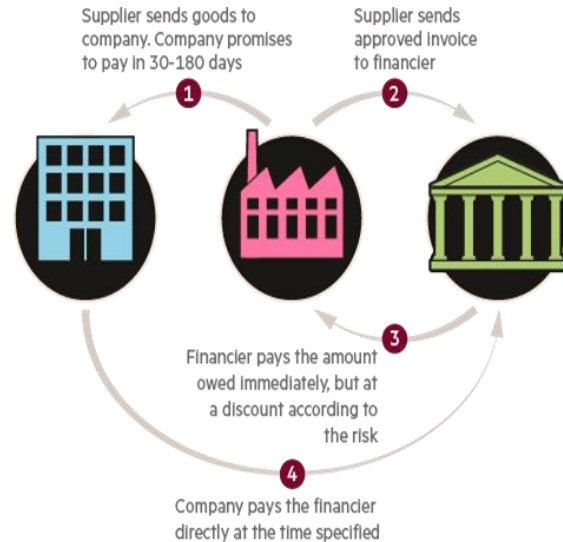 Supplier sends goods to
company. Company promises
to pay in 30-180 days
1
Supplier sends
approved invoice
to financier
2
3
Financier pays the amount
owed immediately, but at
a discount according to
the risk
4
Company pays the financier
directly at the time specified